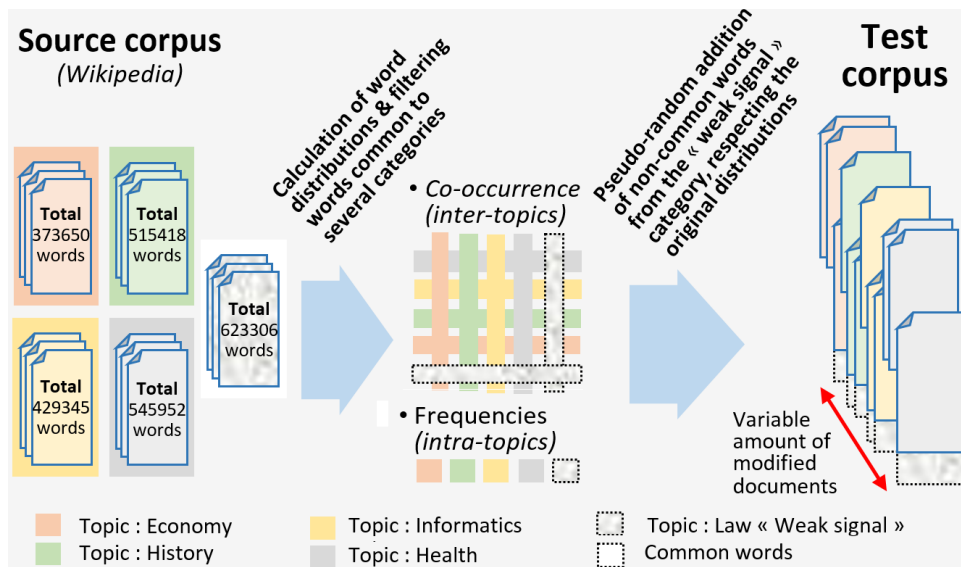 Source corpus
(Wikipedia)
Total
373650
words
Total
515418
words
Total
623306
words
Total
429345
words
Total
545952
words
Calculation of word
distributions & filtering
words common to
several categories
• Co-occurrence
(inter-topics)
• Frequencies
(intra-topics)
Pseudo-random addition
of non-common words
from the « weak signal »
category, respecting the
original distributions
Test
corpus
Variable
amount of
modified
documents
Topic : Economy
Topic : History
Topic : Informatics
Topic : Health
Topic : Law « Weak signal »
Common words